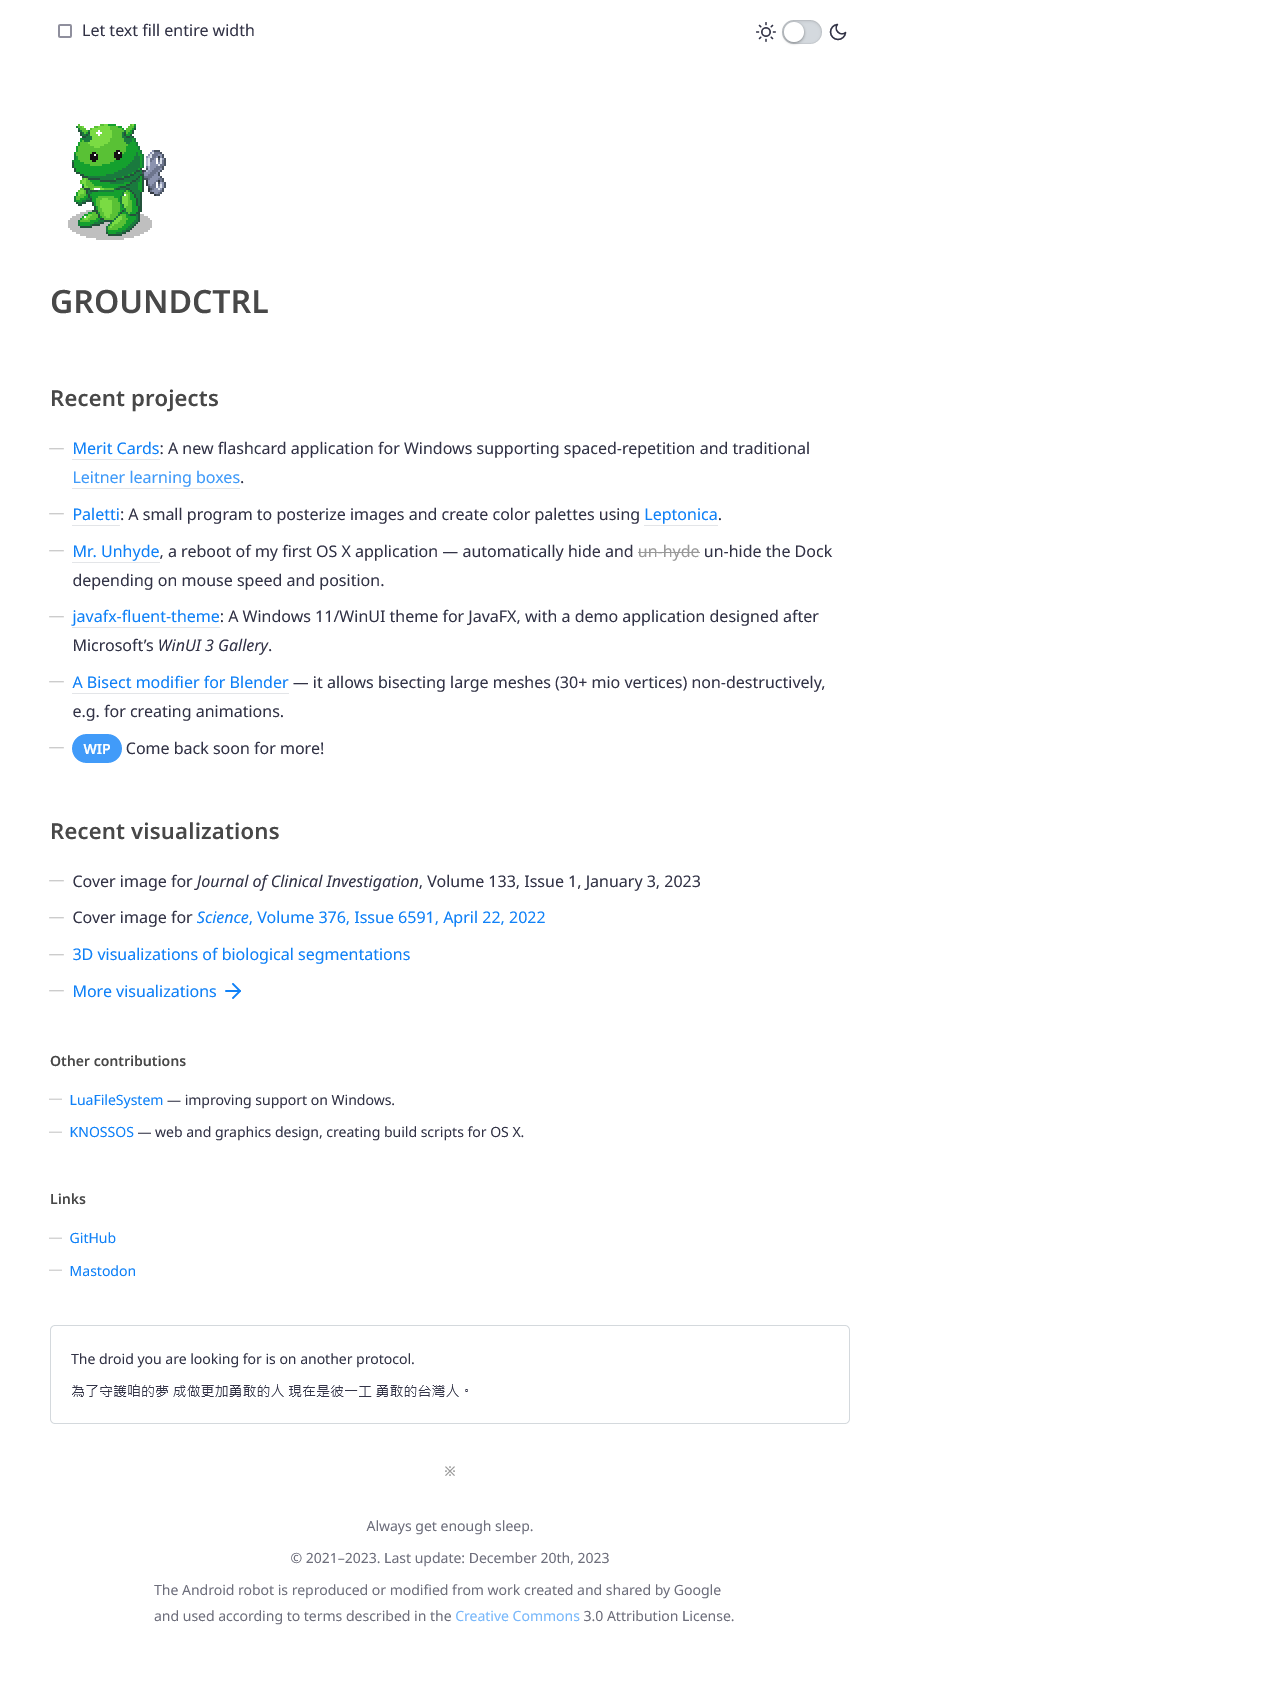 Let text fill entire width
GROUNDCTRL
Recent projects
— Merit Cards: A new flashcard application for Windows supporting spaced-repetition and traditional
Leitner learning boxes.
— Paletti: A small program to posterize images and create color palettes using Leptonica.
— Mr. Unhyde, a reboot of my first OS X application — automatically hide and un-hyde un-hide the Dock
depending on mouse speed and position.
— javafx-fluent-theme: A Windows 11/WinUI theme for JavaFX, with a demo application designed after
Microsoft’s WinUI 3 Gallery.
— A Bisect modifier for Blender — it allows bisecting large meshes (30+ mio vertices) non-destructively,
e.g. for creating animations.
— WIP Come back soon for more!
Recent visualizations
— Cover image for Journal of Clinical Investigation, Volume 133, Issue 1, January 3, 2023
— Cover image for Science, Volume 376, Issue 6591, April 22, 2022
— 3D visualizations of biological segmentations
— More visualizations →
Other contributions
— LuaFileSystem — improving support on Windows.
— KNOSSOS — web and graphics design, creating build scripts for OS X.
Links
— GitHub
— Mastodon
The droid you are looking for is on another protocol.
為了守護咱的夢 成做更加勇敢的人 現在是彼一工 勇敢的台灣人。
※
Always get enough sleep.
© 2021–2023. Last update: December 20th, 2023
The Android robot is reproduced or modified from work created and shared by Google
and used according to terms described in the Creative Commons 3.0 Attribution License.